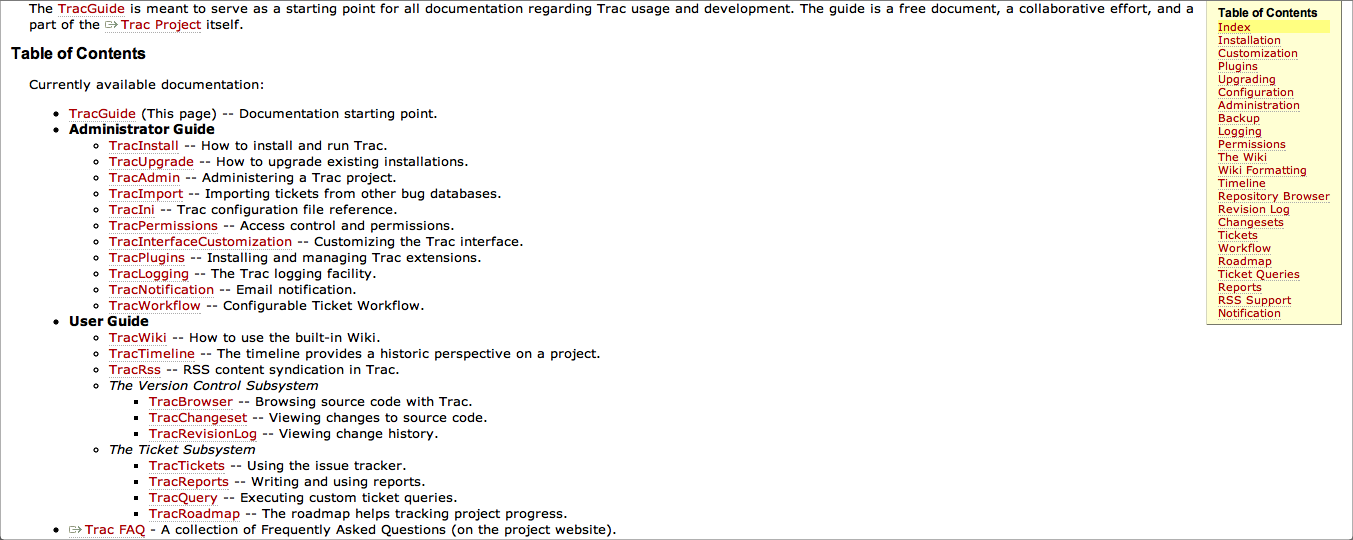 The TracGuide is meant to serve as a starting point for all documentation regarding Trac usage and development. The guide is a free document, a collaborative effort, and a
part of the Trac Project itself.
Table of Contents
Currently available documentation:
TracGuide (This page) -- Documentation starting point.
Administrator Guide
TracInstall -- How to install and run Trac.
TracUpgrade -- How to upgrade existing installations.
TracAdmin -- Administering a Trac project.
TracImport -- Importing tickets from other bug databases.
TracIni -- Trac configuration file reference.
TracPermissions -- Access control and permissions.
TracInterfaceCustomization -- Customizing the Trac interface.
TracPlugins -- Installing and managing Trac extensions.
TracLogging -- The Trac logging facility.
TracNotification -- Email notification.
TracWorkflow -- Configurable Ticket Workflow.
User Guide
TracWiki -- How to use the built-in Wiki.
TracTimeline -- The timeline provides a historic perspective on a project.
TracRss -- RSS content syndication in Trac.
The Version Control Subsystem
TracBrowser -- Browsing source code with Trac.
TracChangeset -- Viewing changes to source code.
TracRevisionLog -- Viewing change history.
The Ticket Subsystem
TracTickets -- Using the issue tracker.
TracReports -- Writing and using reports.
TracQuery -- Executing custom ticket queries.
TracRoadmap -- The roadmap helps tracking project progress.
Trac FAQ - A collection of Frequently Asked Questions (on the project website).
Table of Contents
Index
Installation
Customization
Plugins
Upgrading
Configuration
Administration
Backup
Logging
Permissions
The Wiki
Wiki Formatting
Timeline
Repository Browser
Revision Log
Changesets
Tickets
Workflow
Roadmap
Ticket Queries
Reports
RSS Support
Notification